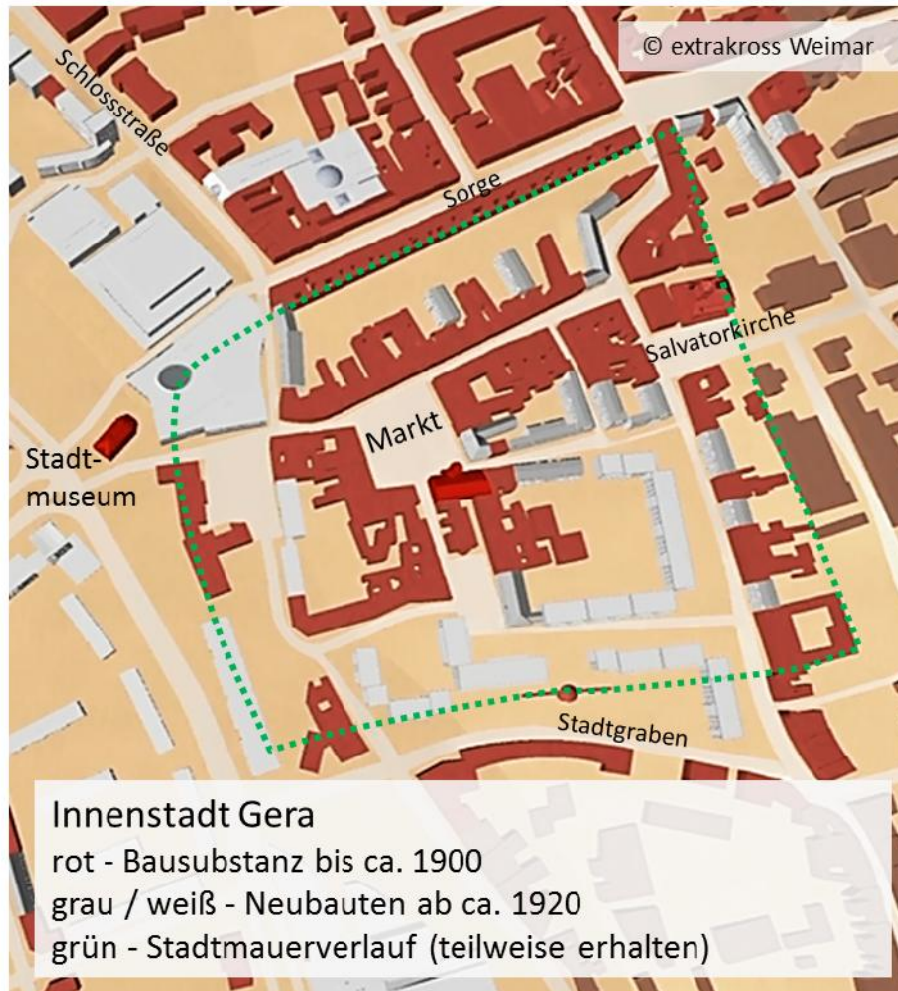 © extrakross Weimar
Schlossstraße
Sorge
Salvatorkirche
Markt
Stadt-
museum
Stadtgraben
Innenstadt Gera
rot - Bausubstanz bis ca. 1900
grau / weiß - Neubauten ab ca. 1920
grün - Stadtmauerverlauf (teilweise erhalten)